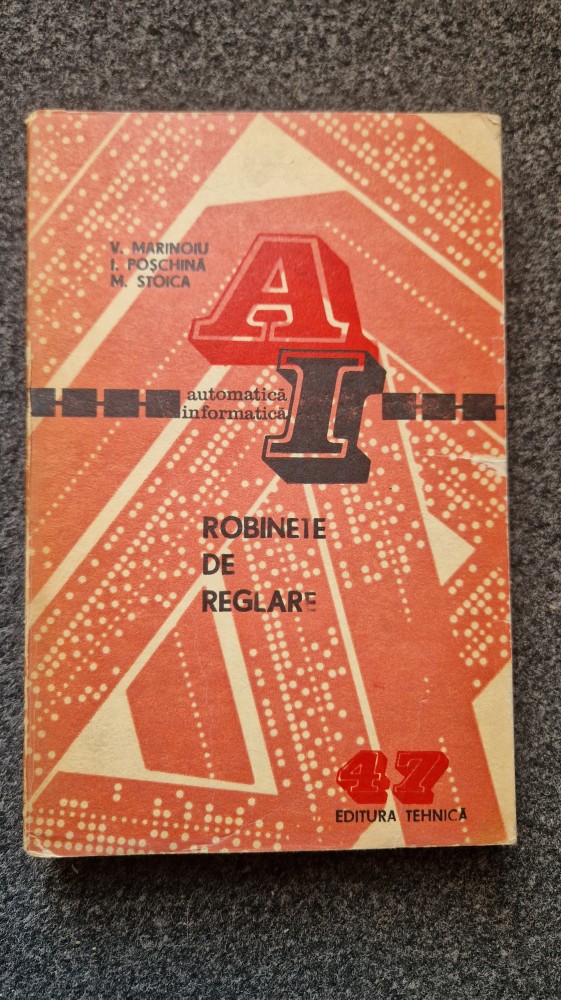 V. MARINOIU
I. POȘCHINĂ
M. STOICA
A
I
automatică
informatică
ROBINETE
DE
REGLARE
47
EDITURA TEHNICĂ